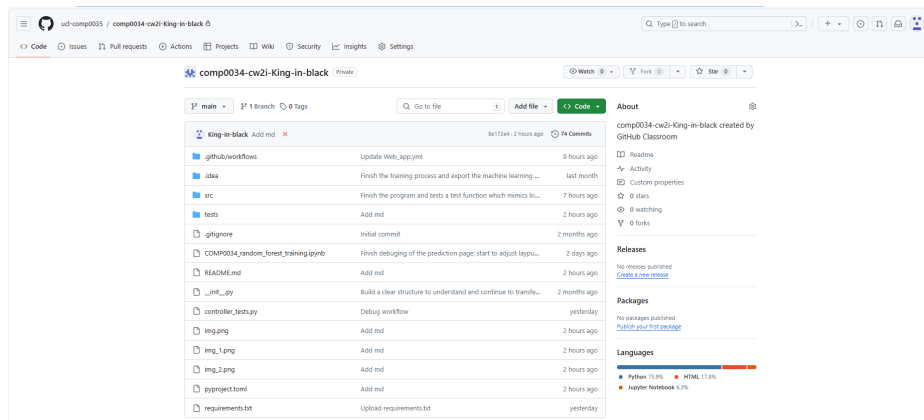 ucl-comp0035 / comp0034-cw2i-King-in-black
Type / to search
Code Issues Pull requests Actions Projects Wiki Security Insights Settings
comp0034-cw2i-King-in-black Private
Watch 0 Fork 0 Star 0
main 1 Branch 0 Tags Go to file t Add file Code
King-in-black Add md 8e172a4 · 2 hours ago 74 Commits
.github/workflows Update Web_app.yml 9 hours ago
.idea Finish the training process and export the machine learning ... last month
src Finish the program and tests a test function which mimics lo... 7 hours ago
tests Add md 2 hours ago
.gitignore Initial commit 2 months ago
COMP0034_random_forest_training.ipynb Finish debuging of the prediction page; start to adjust laypu... 2 days ago
README.md Add md 2 hours ago
__init__.py Build a clear structure to understand and continue to transfe... 2 months ago
controller_tests.py Debug workflow yesterday
img.png Add md 2 hours ago
img_1.png Add md 2 hours ago
img_2.png Add md 2 hours ago
pyproject.toml Add md 2 hours ago
requirements.txt Upload requirements.txt yesterday
About
comp0034-cw2i-King-in-black created by
GitHub Classroom
Readme
Activity
Custom properties
0 stars
0 watching
0 forks
Releases
No releases published
Create a new release
Packages
No packages published
Publish your first package
Languages
Python 75.9% HTML 17.8%
Jupyter Notebook 6.3%